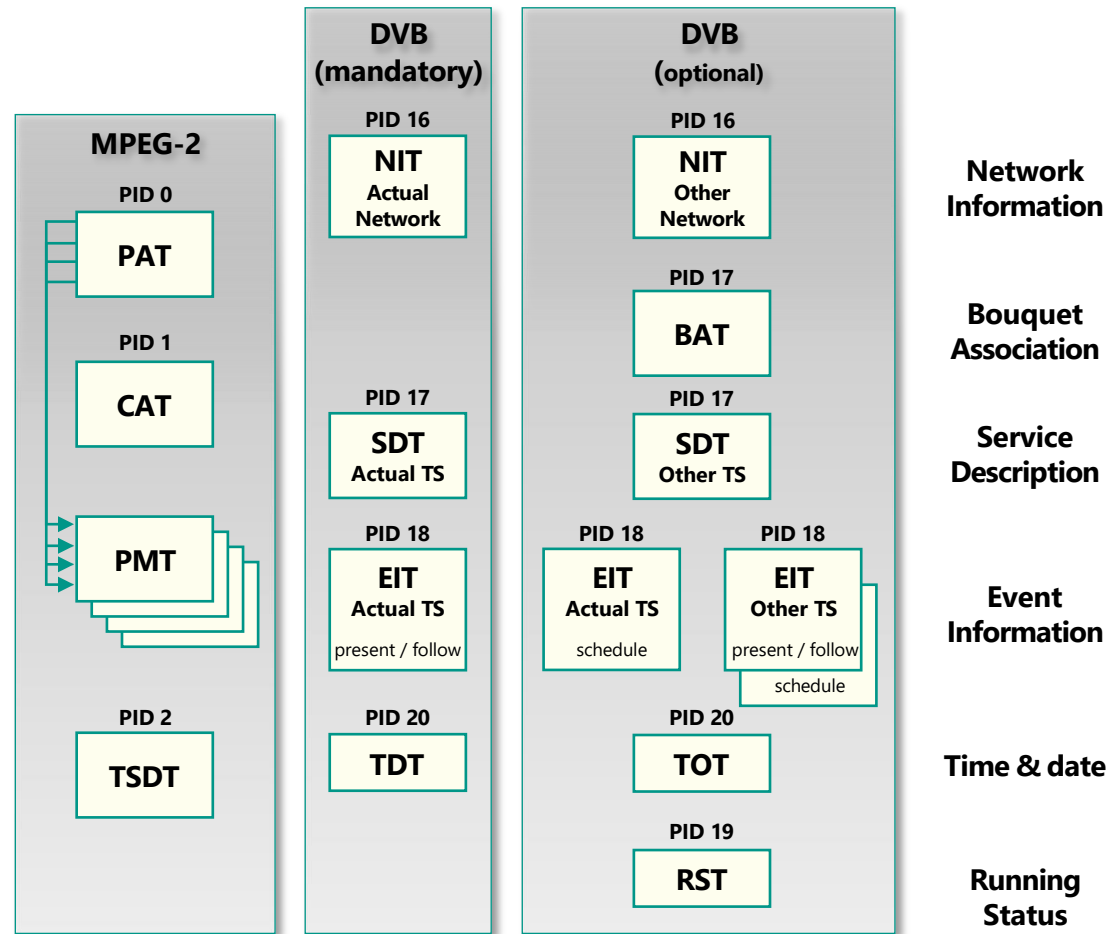 MPEG-2
PID 0
PAT
PID 1
CAT
PMT
PID 2
TSDT
DVB
(mandatory)
PID 16
NIT
Actual
Network
PID 17
SDT
Actual TS
PID 18
EIT
Actual TS
present / follow
PID 20
TDT
DVB
(optional)
PID 16
NIT
Other
Network
PID 17
BAT
PID 17
SDT
Other TS
PID 18
EIT
Actual TS
schedule
PID 18
EIT
Other TS
present / follow
schedule
PID 20
TOT
PID 19
RST
Network
Information
Bouquet
Association
Service
Description
Event
Information
Time & date
Running
Status